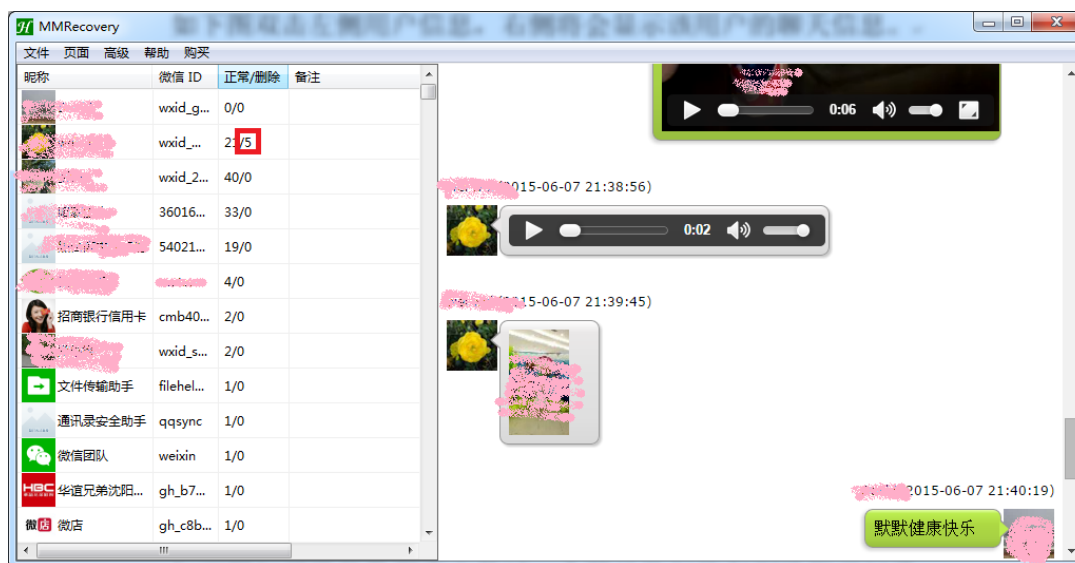 如下图双击左侧用户信息，右侧将会显示该用户的聊天信息。
MMRecovery
文件 页面 高级 帮助 购买
昵称 微信 ID 正常/删除 备注
wxid_g... 0/0
wxid_... 21/5
wxid_2... 40/0
36016... 33/0
54021... 19/0
4/0
招商银行信用卡 cmb40... 2/0
wxid_s... 2/0
文件传输助手 filehel... 1/0
通讯录安全助手 qqsync 1/0
微信团队 weixin 1/0
HBC 华谊兄弟沈阳... gh_b7... 1/0
微店 微店 gh_c8b... 1/0
0:06
2015-06-07 21:38:56)
0:02
15-06-07 21:39:45)
2015-06-07 21:40:19)
默默健康快乐